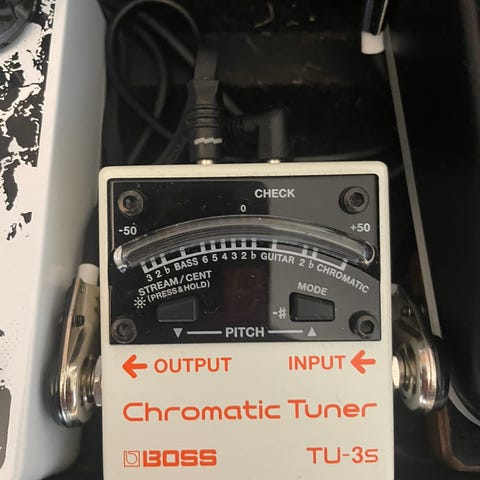 CHECK
0
-50 +50
3 2 ♭ BASS 6 5 4 3 2 ♭ GUITAR 2 ♭ CHROMATIC
STREAM/CENT
(PRESS & HOLD)
MODE
-#
▼ PITCH ▲
← OUTPUT INPUT ←
Chromatic Tuner
BOSS TU-3s